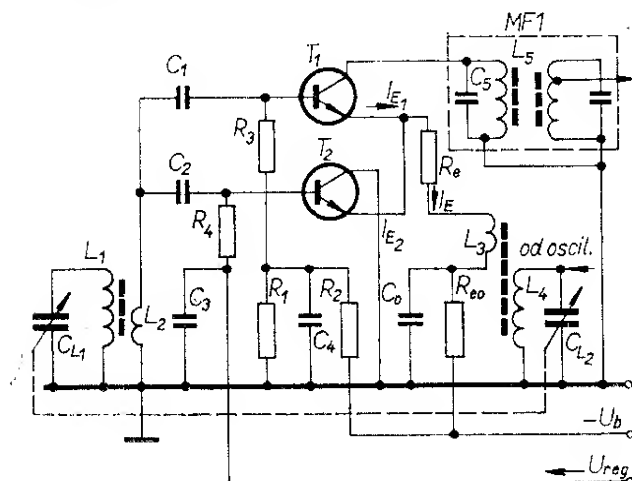 MF1
C1
T1
L5
C5
IE1
R3
T2
Re
C2
R4
IE
IE2
L3
od oscil.
L1
L2
C3
R1
R2
C4
Co
Reo
L4
CL1
CL2
-Ub
Ureg